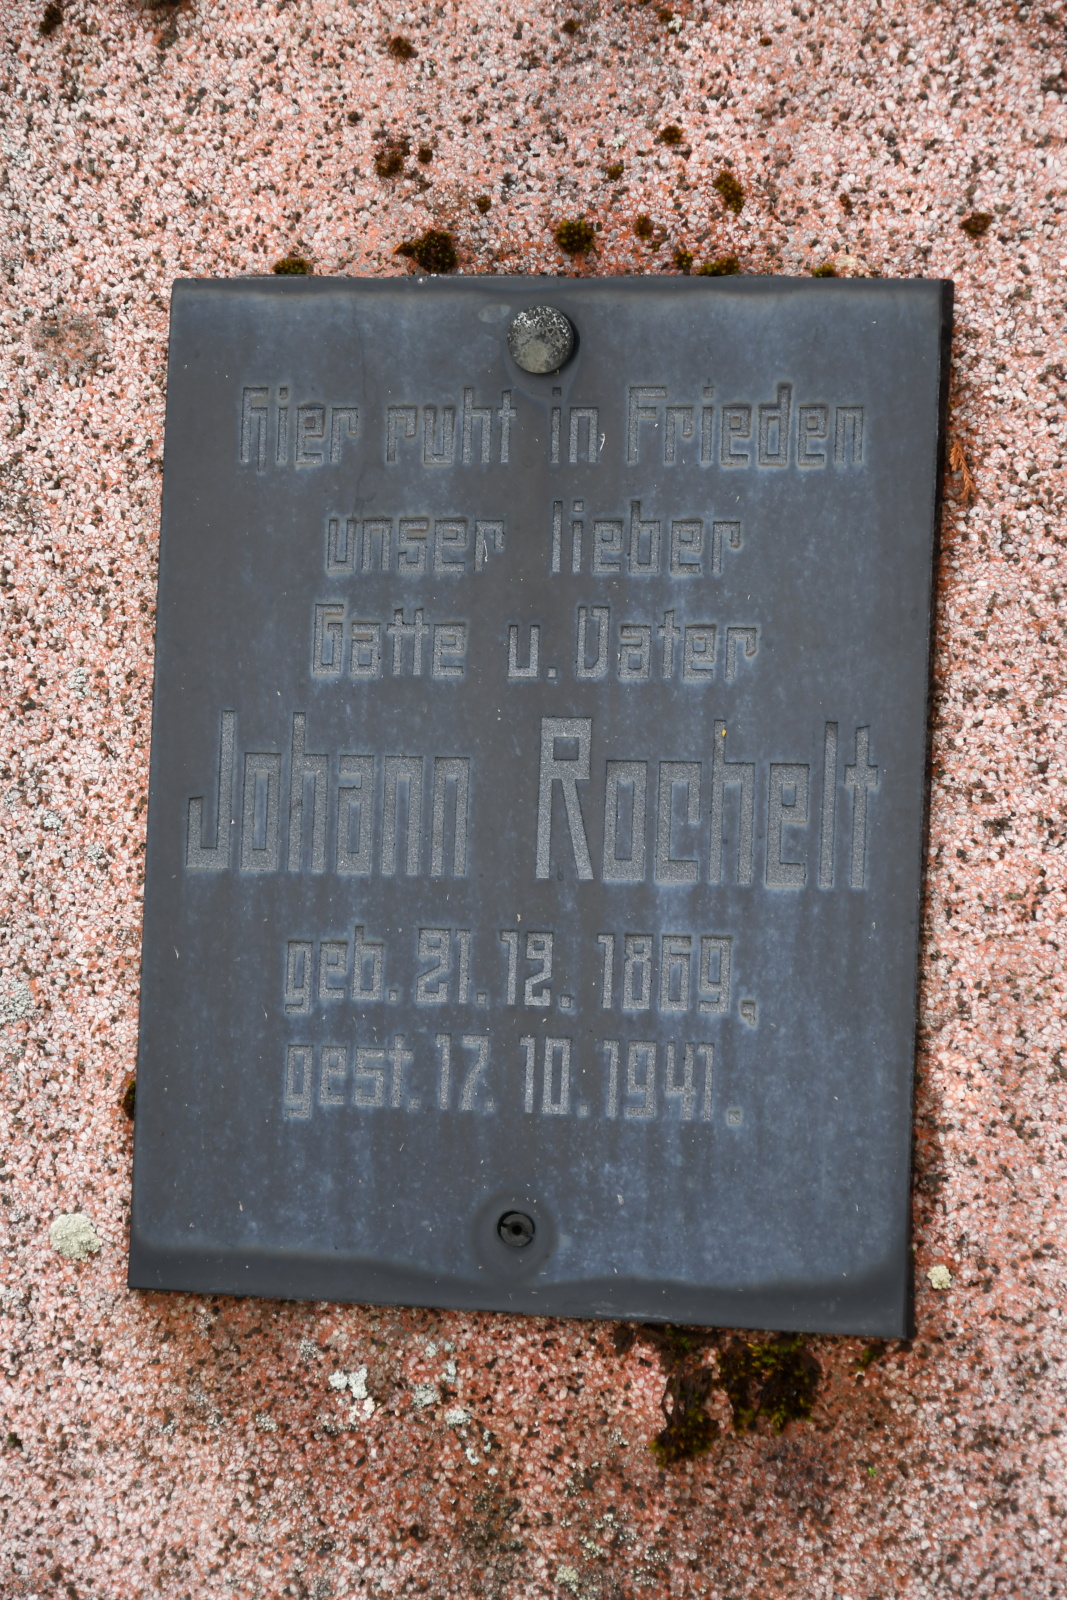 Hier ruht in Frieden
unser lieber
Gatte u. Vater
Johann Rochelt
geb. 21. 12. 1869,
gest. 17. 10. 1941.